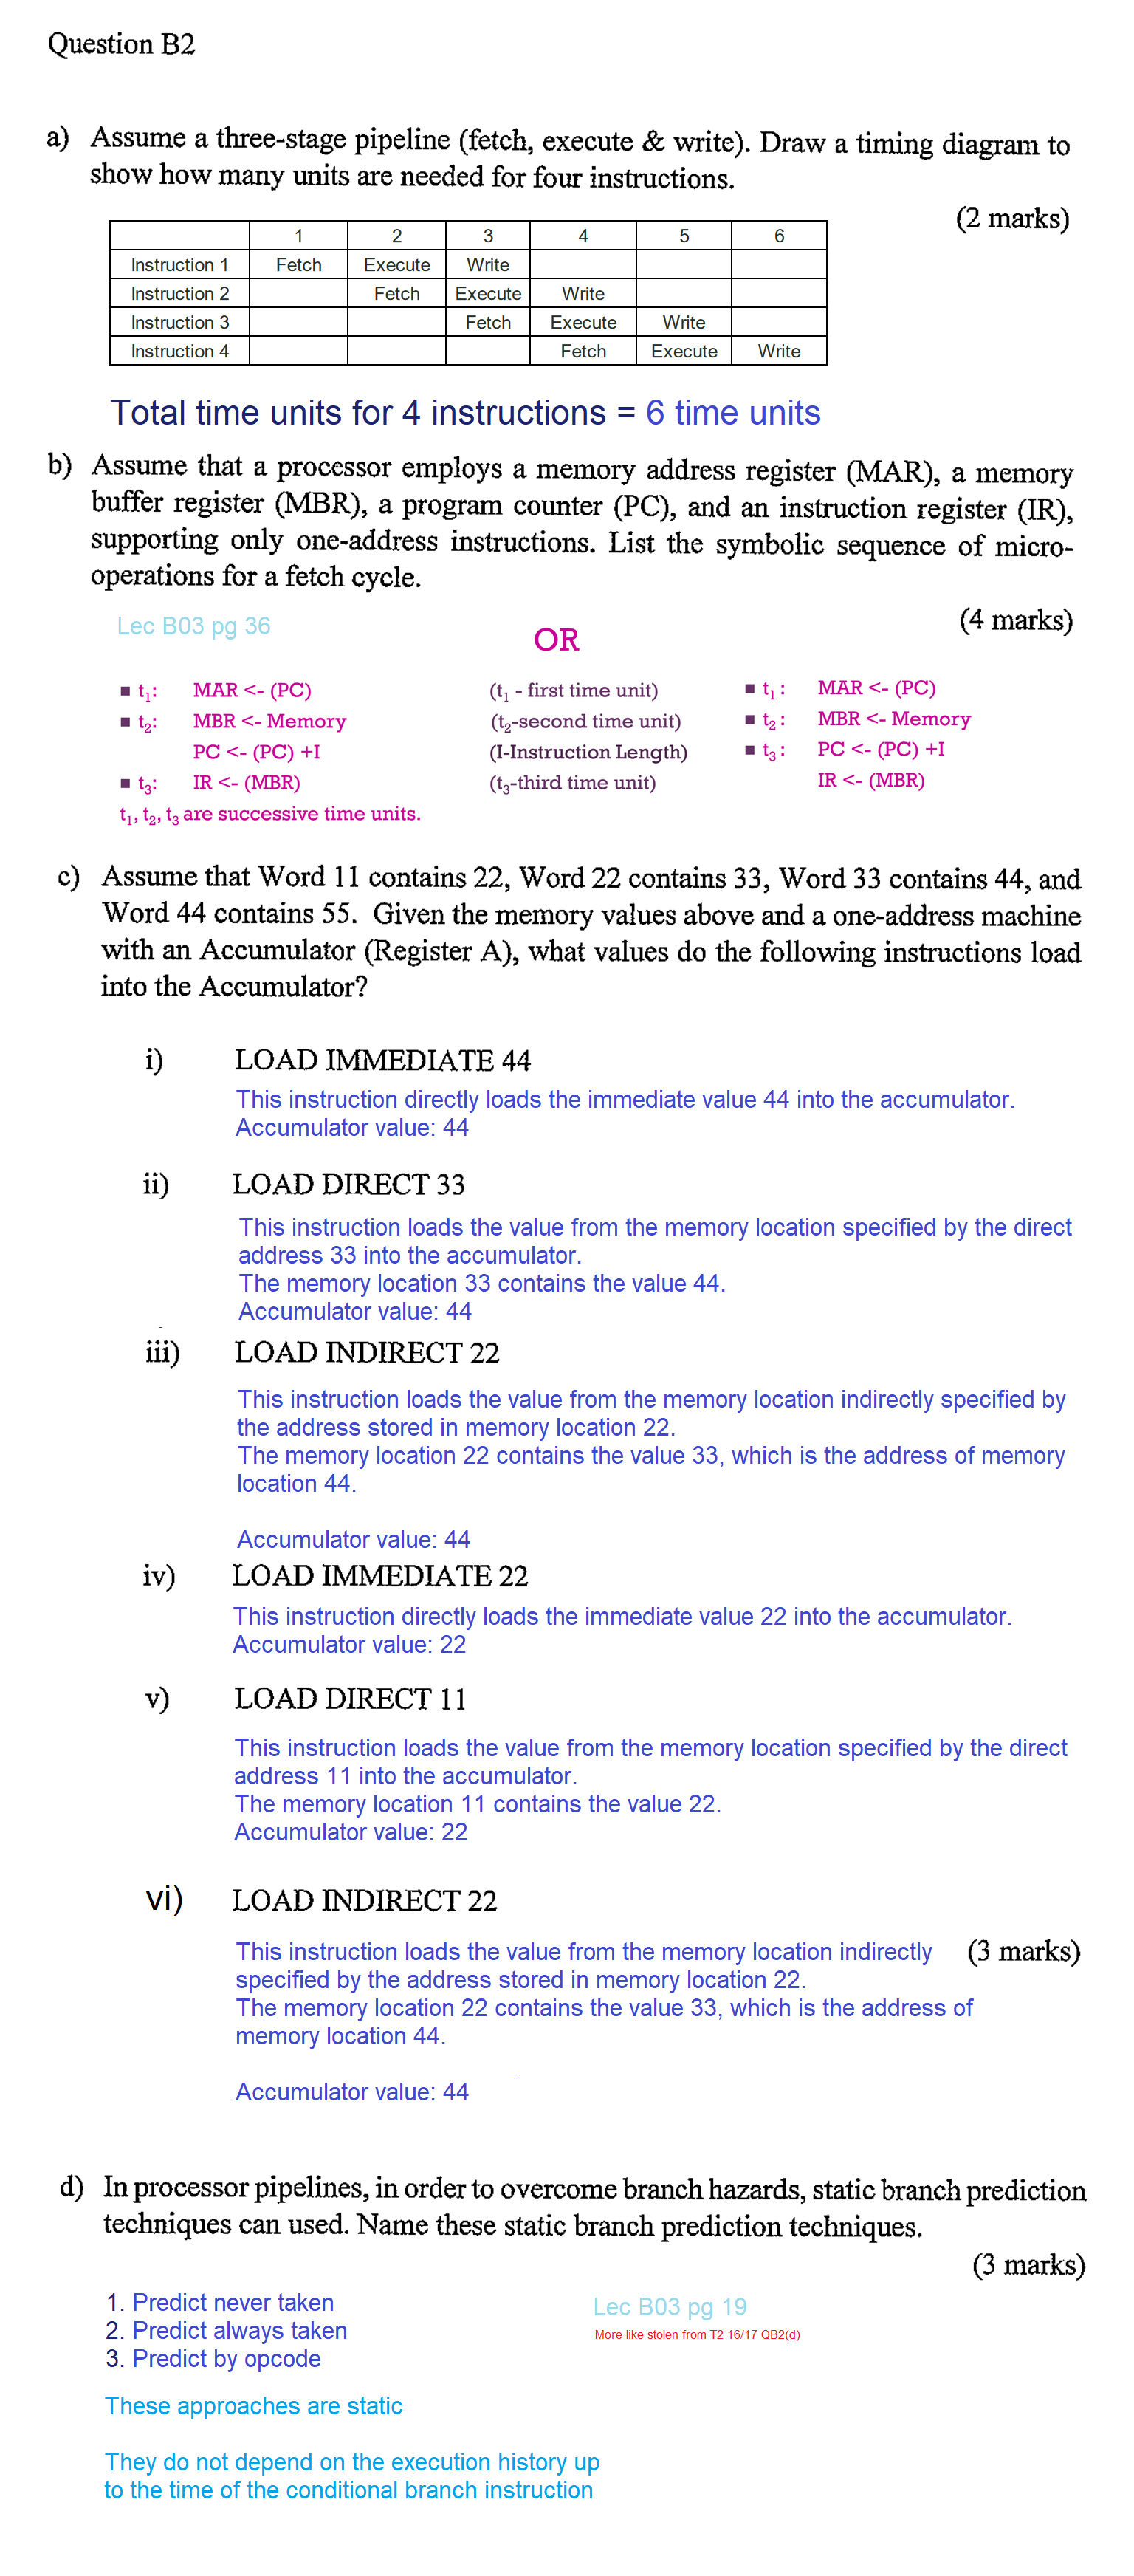 Question B2
a) Assume a three-stage pipeline (fetch, execute & write). Draw a timing diagram to
show how many units are needed for four instructions.
(2 marks)
1 2 3 4 5 6
Instruction 1 Fetch Execute Write
Instruction 2 Fetch Execute Write
Instruction 3 Fetch Execute Write
Instruction 4 Fetch Execute Write
Total time units for 4 instructions = 6 time units
b) Assume that a processor employs a memory address register (MAR), a memory
buffer register (MBR), a program counter (PC), and an instruction register (IR),
supporting only one-address instructions. List the symbolic sequence of micro-
operations for a fetch cycle.
(4 marks)
Lec B03 pg 36
OR
■ t₁: MAR <- (PC) (t₁ - first time unit) ■ t₁: MAR <- (PC)
■ t₂: MBR <- Memory (t₂-second time unit) ■ t₂: MBR <- Memory
PC <- (PC) +I (I-Instruction Length) ■ t₃: PC <- (PC) +I
■ t₃: IR <- (MBR) (t₃-third time unit) IR <- (MBR)
t₁, t₂, t₃ are successive time units.
c) Assume that Word 11 contains 22, Word 22 contains 33, Word 33 contains 44, and
Word 44 contains 55. Given the memory values above and a one-address machine
with an Accumulator (Register A), what values do the following instructions load
into the Accumulator?
i) LOAD IMMEDIATE 44
This instruction directly loads the immediate value 44 into the accumulator.
Accumulator value: 44
ii) LOAD DIRECT 33
This instruction loads the value from the memory location specified by the direct
address 33 into the accumulator.
The memory location 33 contains the value 44.
Accumulator value: 44
iii) LOAD INDIRECT 22
This instruction loads the value from the memory location indirectly specified by
the address stored in memory location 22.
The memory location 22 contains the value 33, which is the address of memory
location 44.
Accumulator value: 44
iv) LOAD IMMEDIATE 22
This instruction directly loads the immediate value 22 into the accumulator.
Accumulator value: 22
v) LOAD DIRECT 11
This instruction loads the value from the memory location specified by the direct
address 11 into the accumulator.
The memory location 11 contains the value 22.
Accumulator value: 22
vi) LOAD INDIRECT 22
This instruction loads the value from the memory location indirectly (3 marks)
specified by the address stored in memory location 22.
The memory location 22 contains the value 33, which is the address of
memory location 44.
Accumulator value: 44
d) In processor pipelines, in order to overcome branch hazards, static branch prediction
techniques can used. Name these static branch prediction techniques.
(3 marks)
1. Predict never taken
2. Predict always taken
3. Predict by opcode
Lec B03 pg 19
More like stolen from T2 16/17 QB2(d)
These approaches are static
They do not depend on the execution history up
to the time of the conditional branch instruction